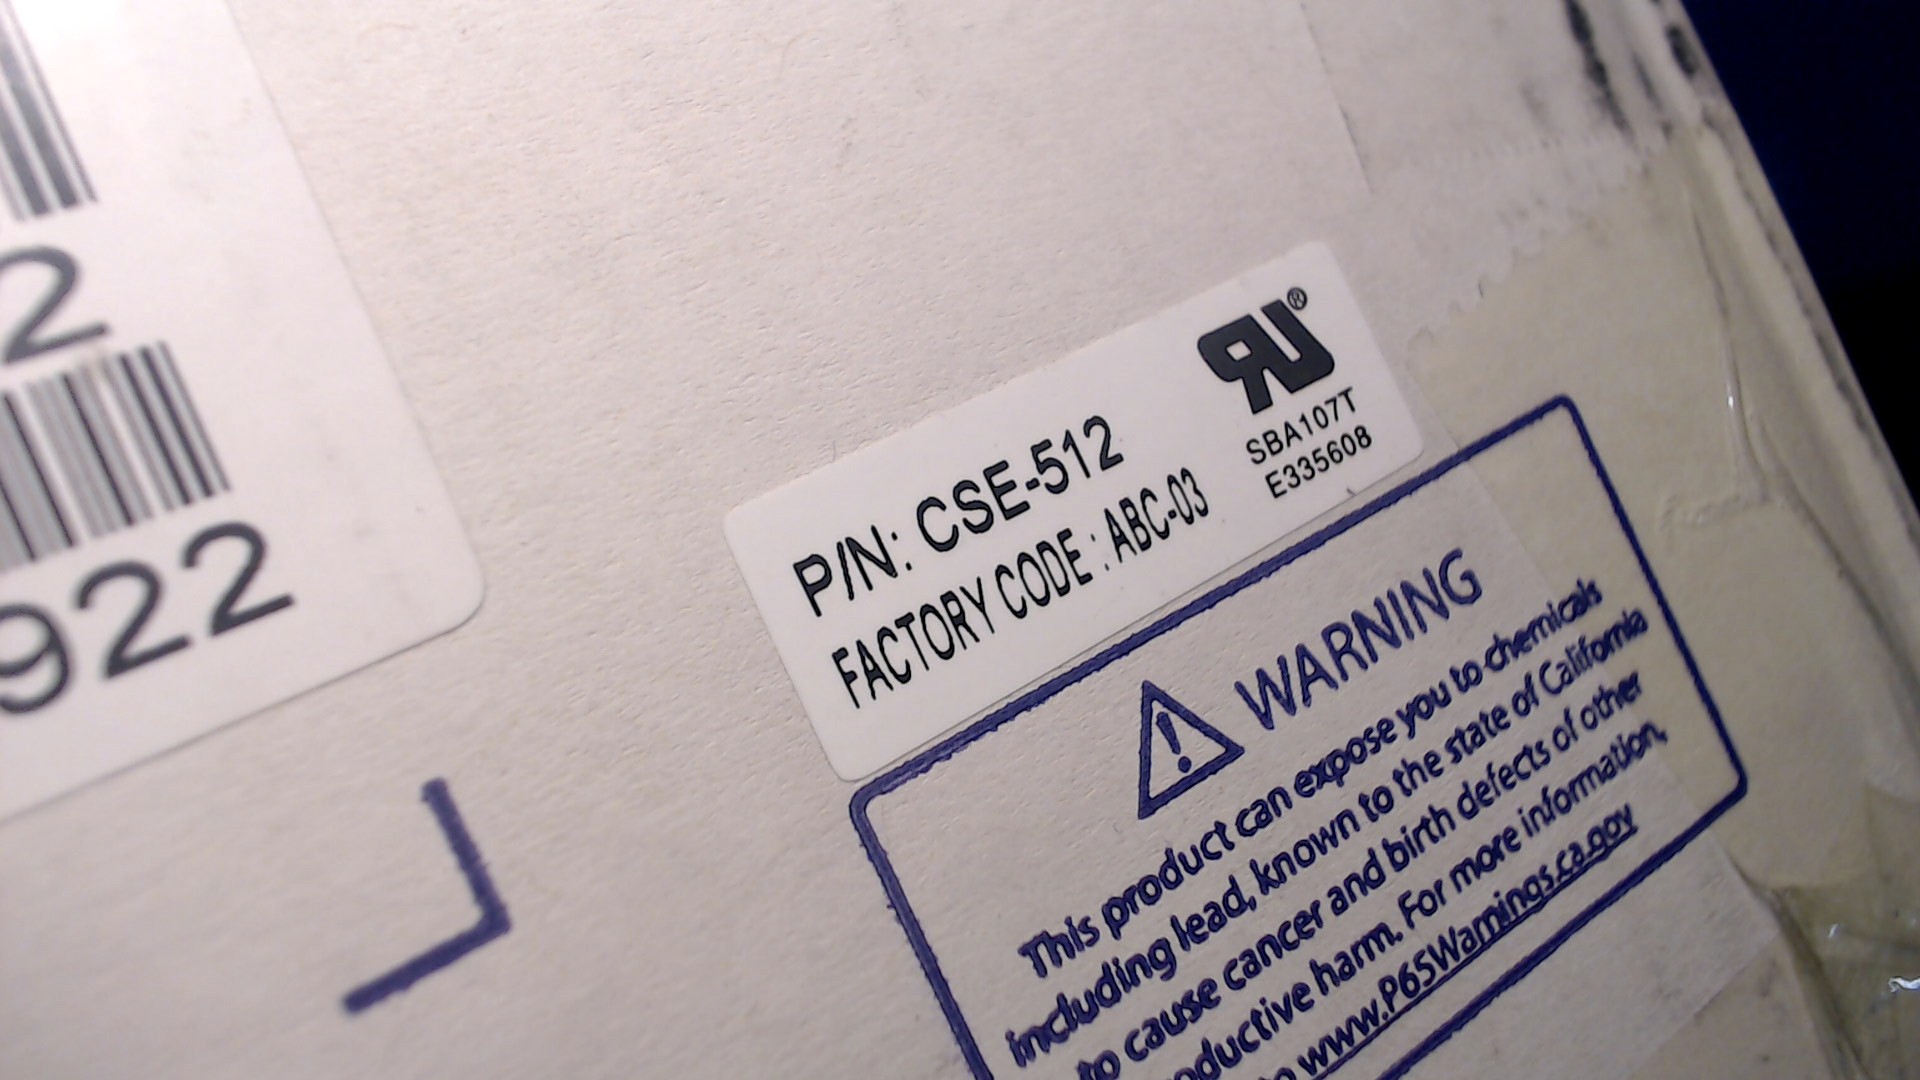 2
922
P/N: CSE-512
FACTORY CODE : ABC-03
®
SBA107T
E335608
WARNING
This product can expose you to chemicals
including lead, known to the state of California
to cause cancer and birth defects of other
oductive harm. For more information,
www.P65Warnings.ca.gov